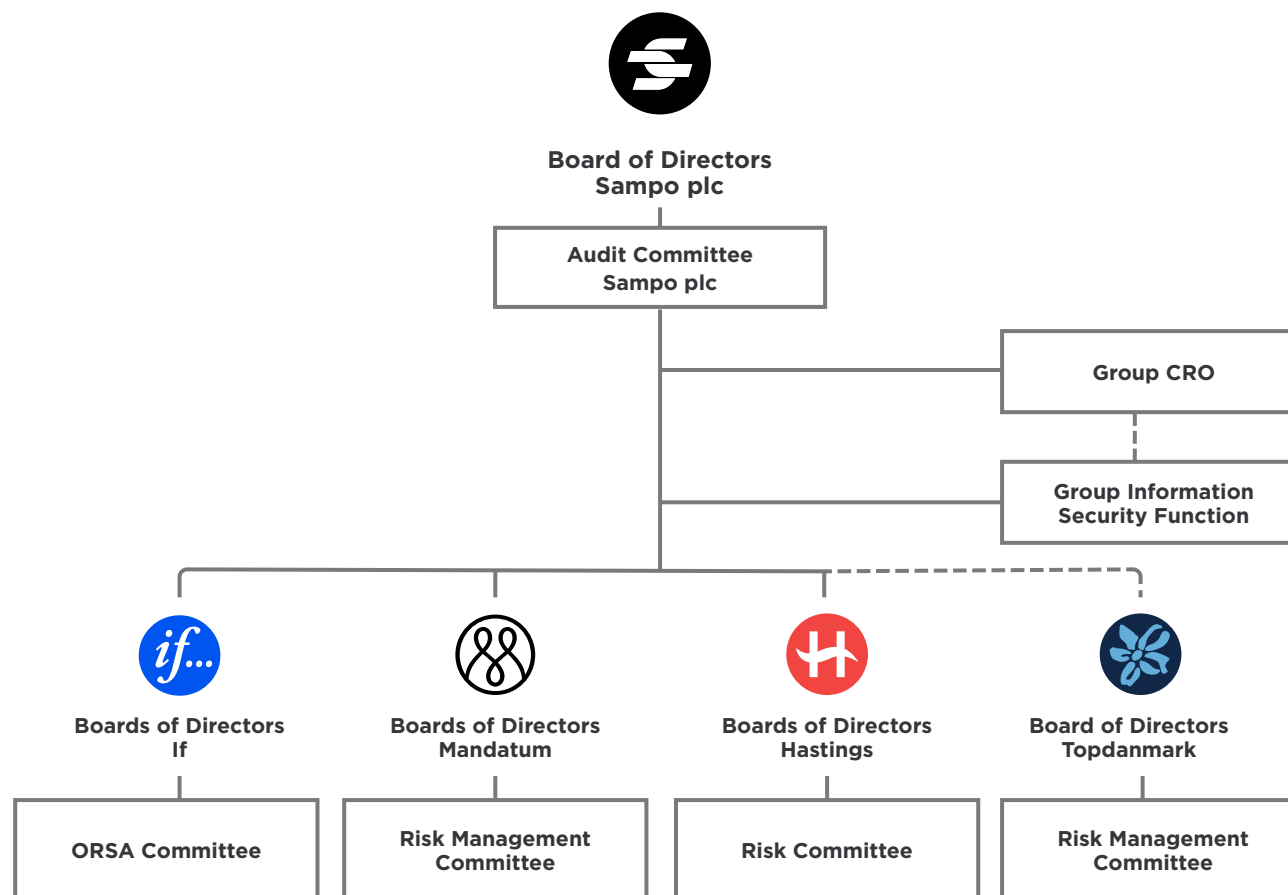 Board of Directors
Sampo plc
Audit Committee
Sampo plc
Group CRO
Group Information
Security Function
if...
H
Boards of Directors
If
Boards of Directors
Mandatum
Boards of Directors
Hastings
Board of Directors
Topdanmark
ORSA Committee
Risk Management
Committee
Risk Committee
Risk Management
Committee